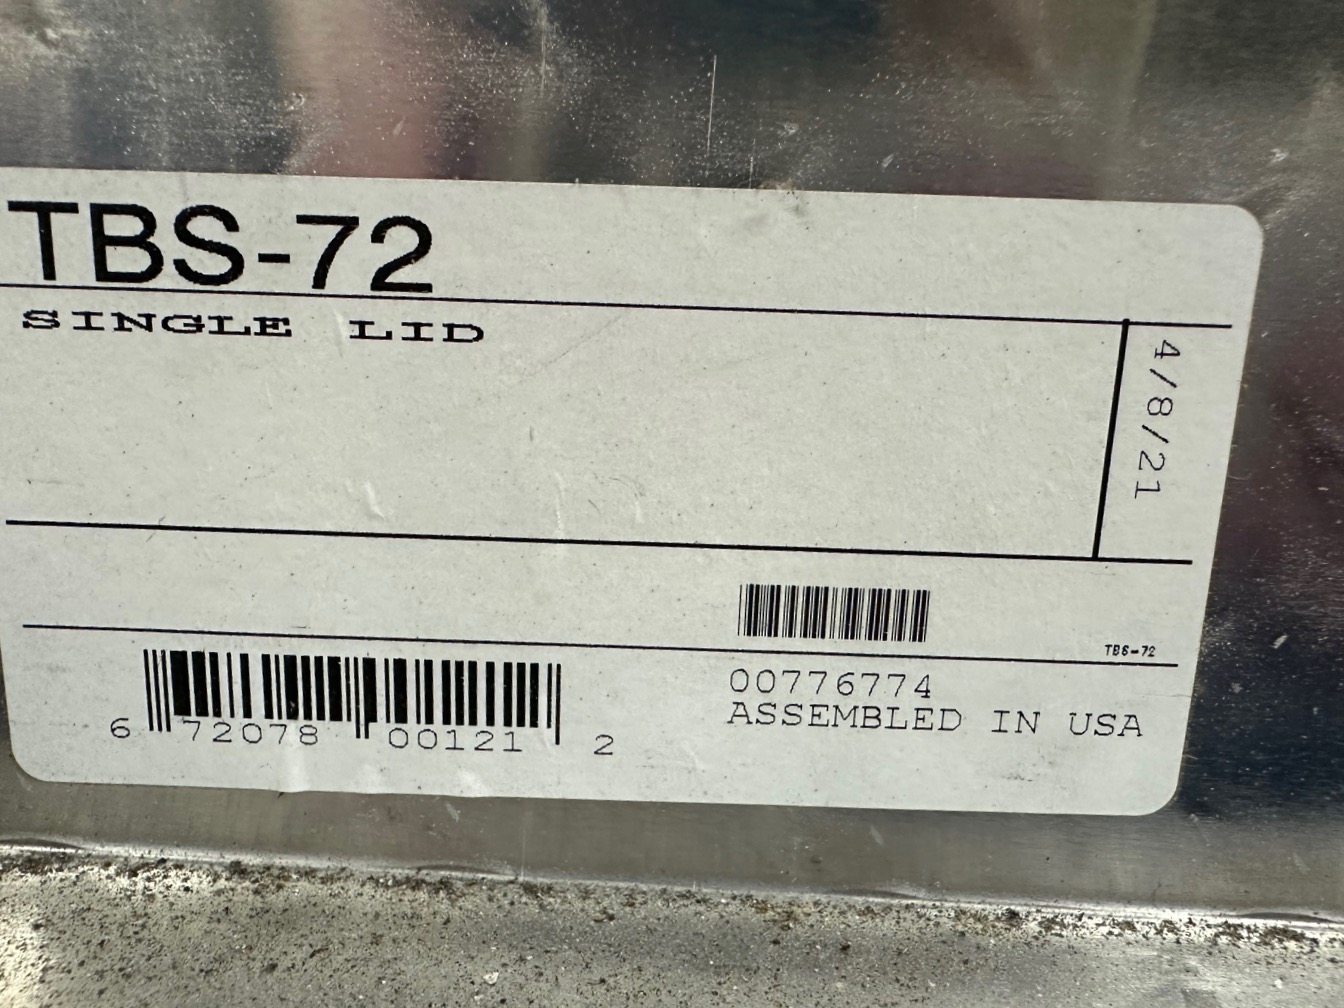 TBS-72
SINGLE LID
4/8/21
TBS-72
6 72078 00121 2
00776774
ASSEMBLED IN USA